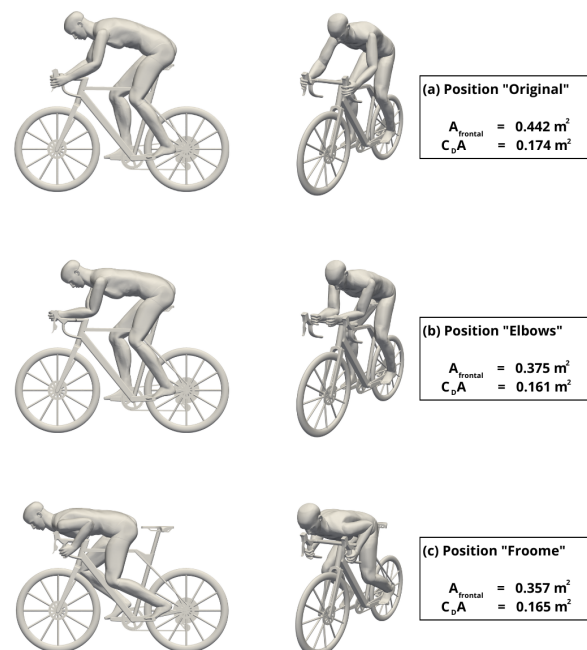 (a) Position "Original"
A_frontal = 0.442 m²
C_DA = 0.174 m²
(b) Position "Elbows"
A_frontal = 0.375 m²
C_DA = 0.161 m²
(c) Position "Froome"
A_frontal = 0.357 m²
C_DA = 0.165 m²